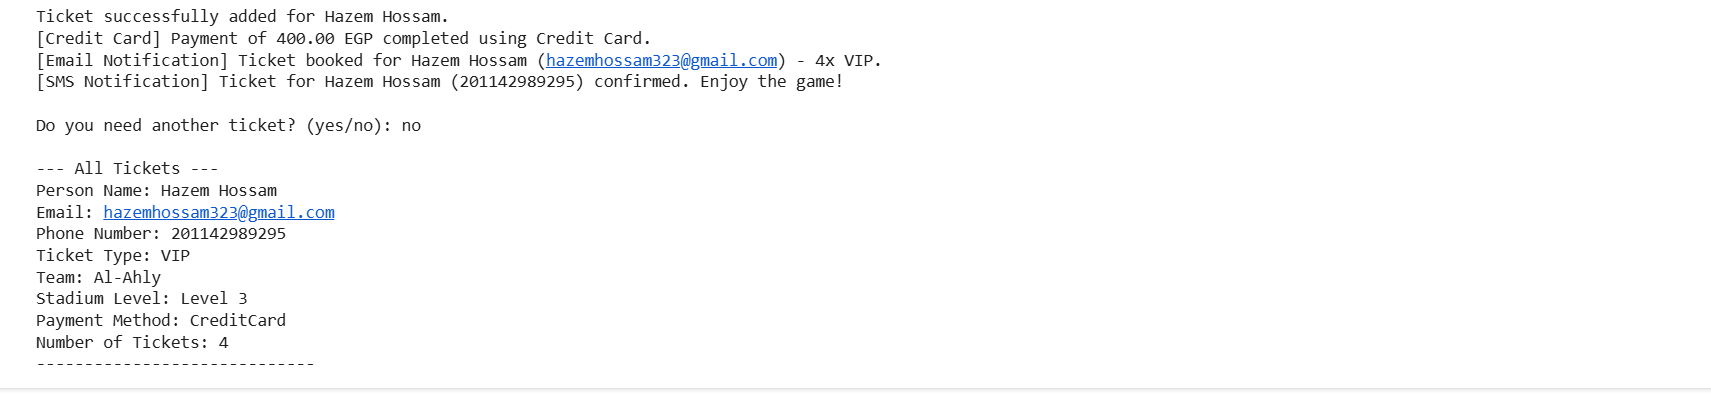 Ticket successfully added for Hazem Hossam.
[Credit Card] Payment of 400.00 EGP completed using Credit Card.
[Email Notification] Ticket booked for Hazem Hossam (hazemhossam323@gmail.com) - 4x VIP.
[SMS Notification] Ticket for Hazem Hossam (201142989295) confirmed. Enjoy the game!
Do you need another ticket? (yes/no): no
--- All Tickets ---
Person Name: Hazem Hossam
Email: hazemhossam323@gmail.com
Phone Number: 201142989295
Ticket Type: VIP
Team: Al-Ahly
Stadium Level: Level 3
Payment Method: CreditCard
Number of Tickets: 4
-----------------------------